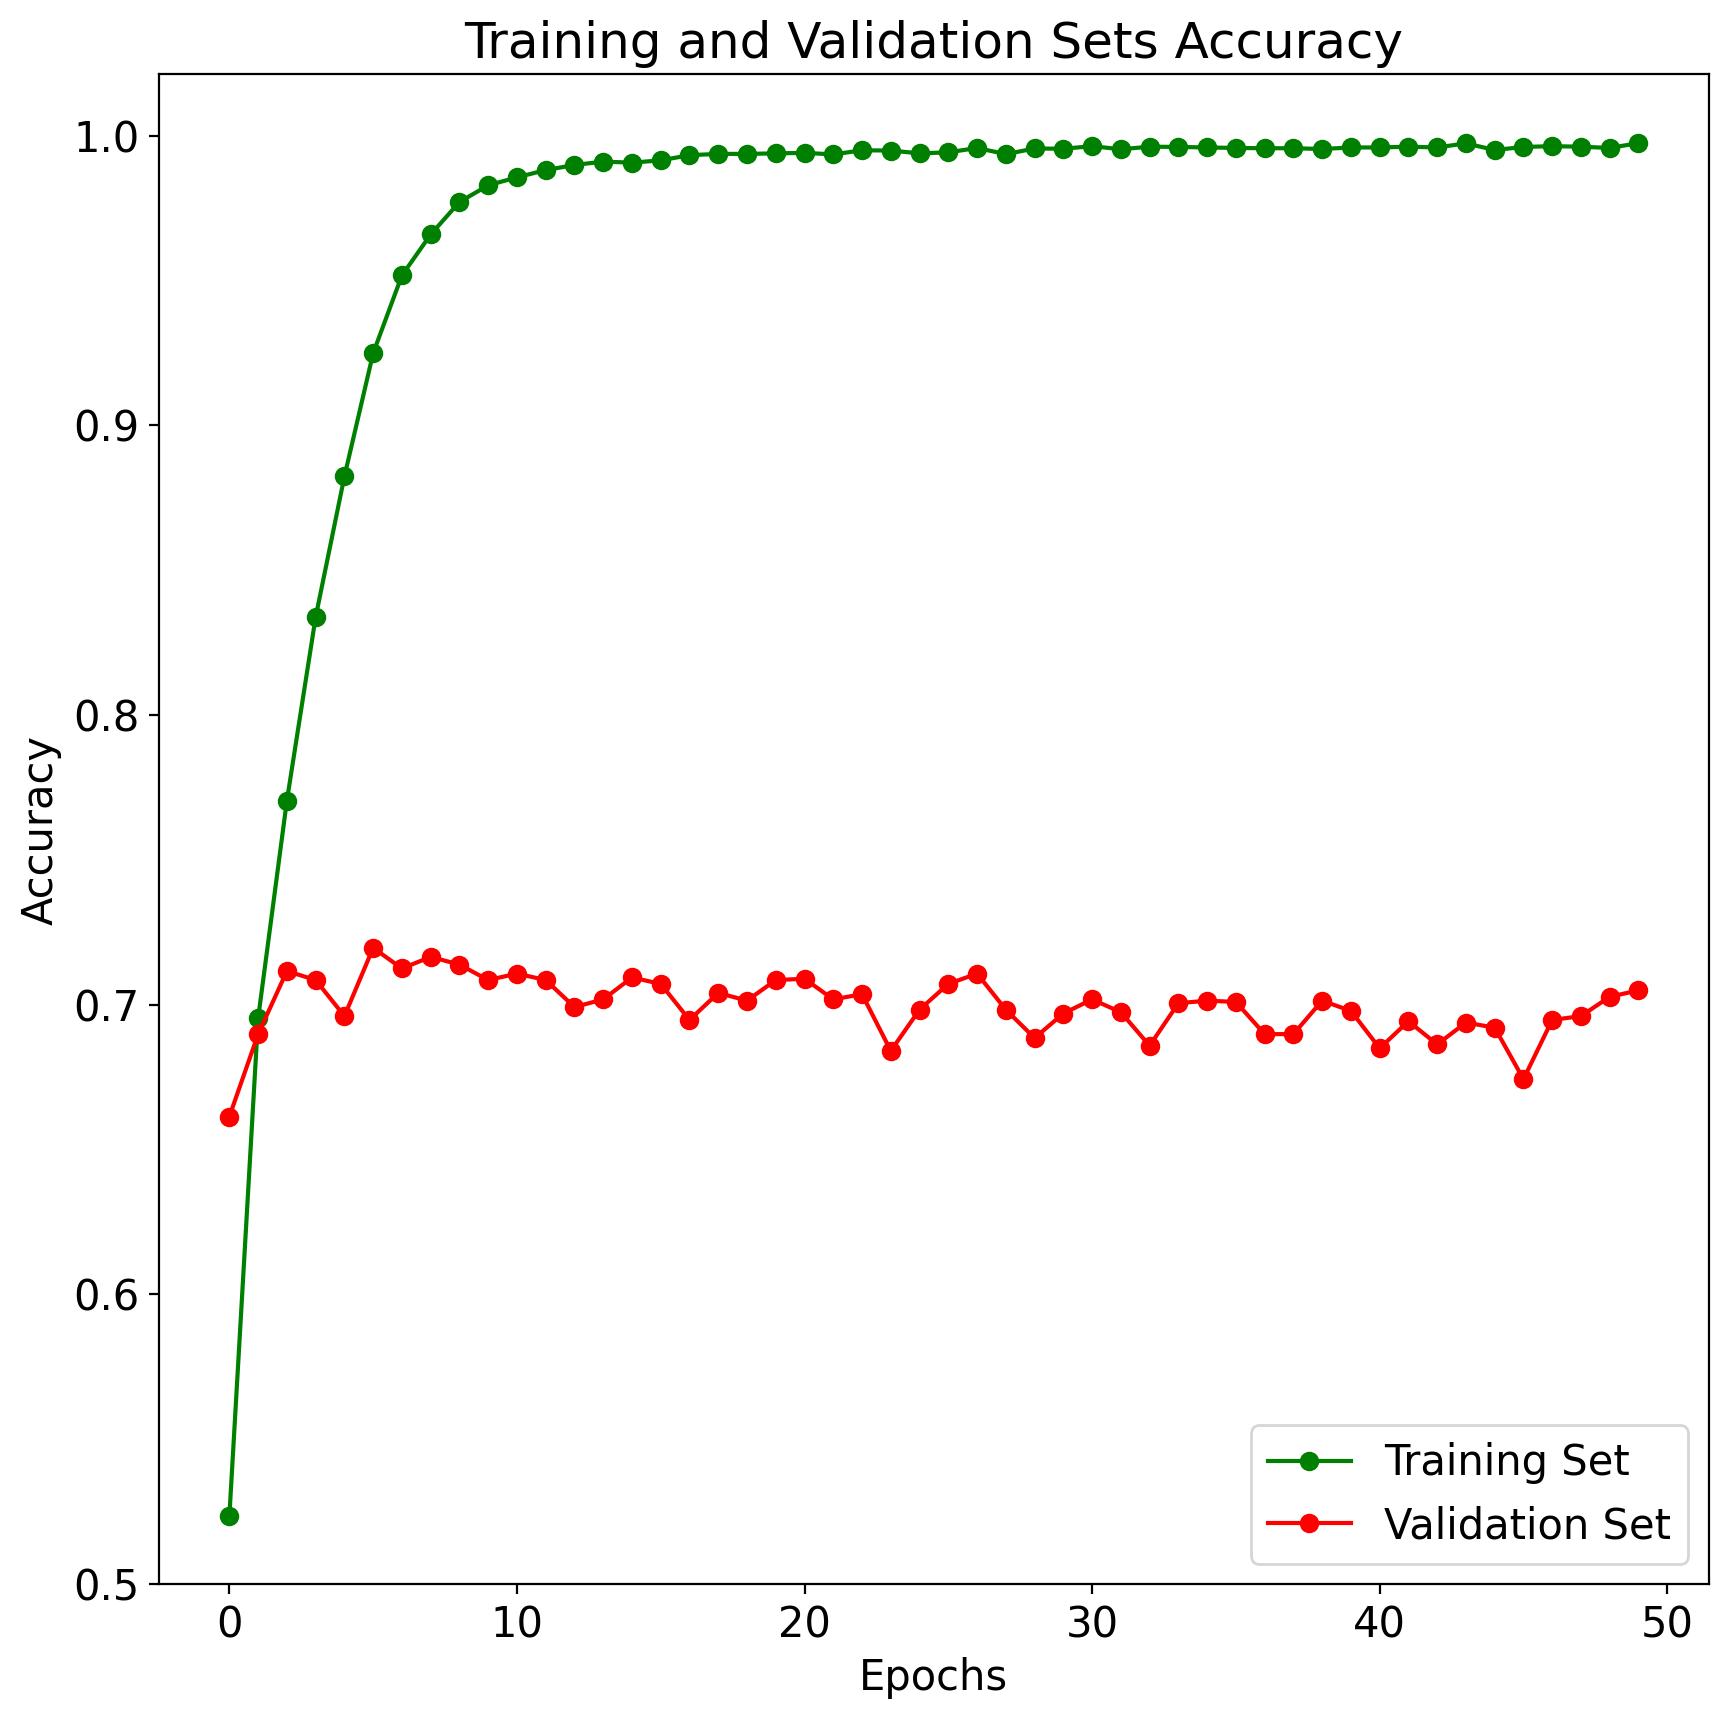 Training and Validation Sets Accuracy
1.0
0.9
0.8
0.7
0.6
0.5
Accuracy
0 10 20 30 40 50
Epochs
Training Set
Validation Set